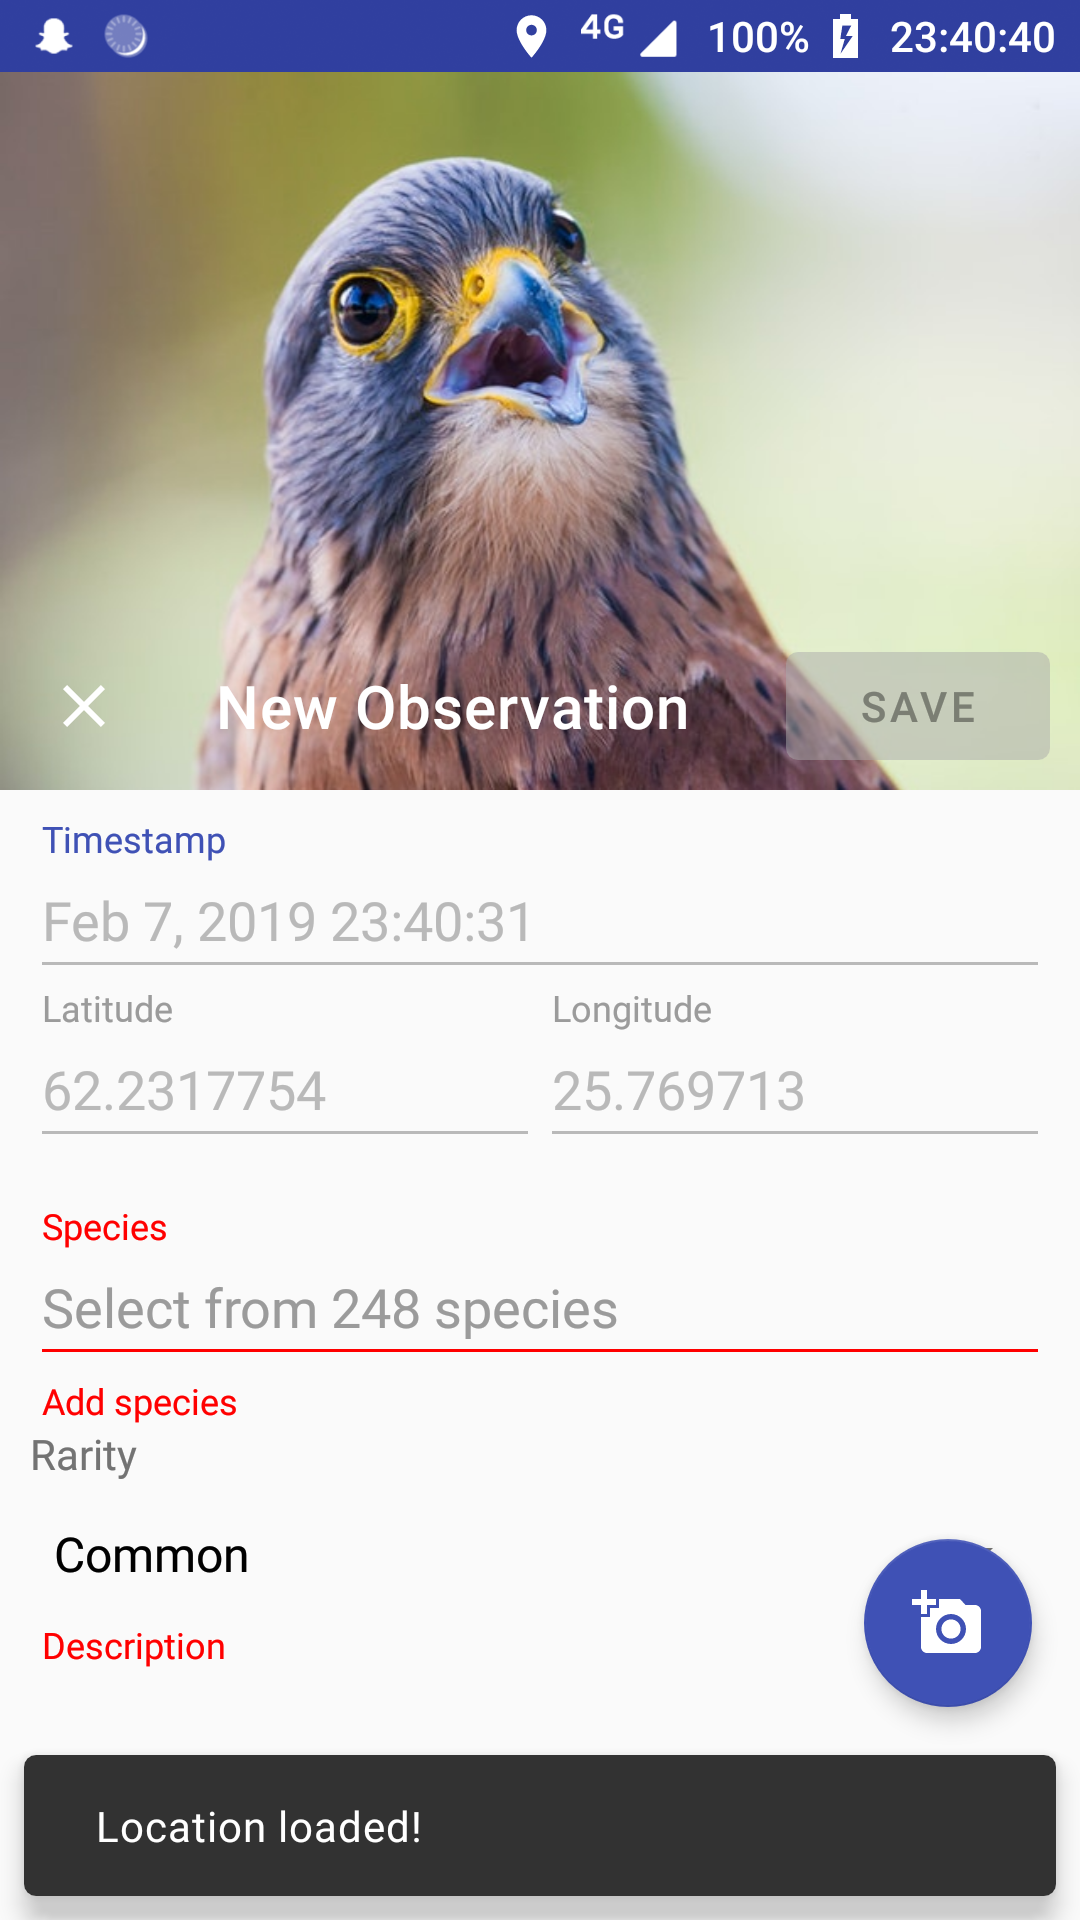 4G 100% 23:40:40
New Observation SAVE
Timestamp
Feb 7, 2019 23:40:31
Latitude Longitude
62.2317754 25.769713
Species
Select from 248 species
Add species
Rarity
Common
Description
Location loaded!